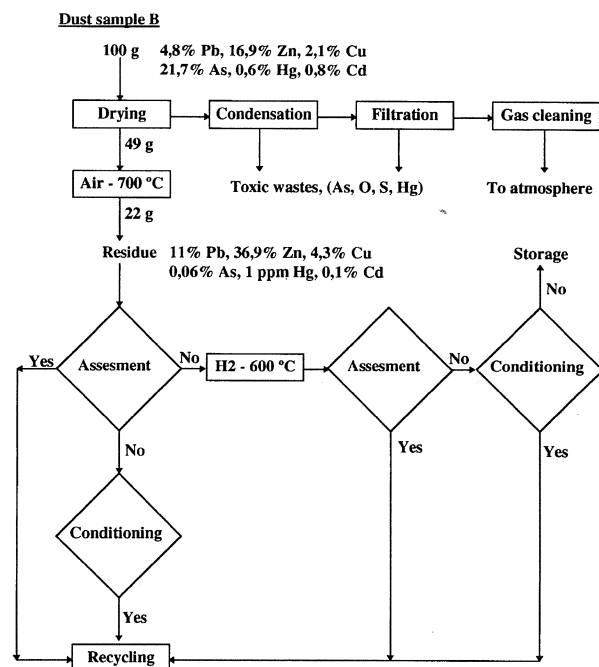 Dust sample B
100 g
4,8% Pb, 16,9% Zn, 2,1% Cu
21,7% As, 0,6% Hg, 0,8% Cd
Drying
Condensation
Filtration
Gas cleaning
49 g
Air - 700 ºC
Toxic wastes, (As, O, S, Hg)
To atmosphere
22 g
Residue
11% Pb, 36,9% Zn, 4,3% Cu
0,06% As, 1 ppm Hg, 0,1% Cd
Storage
No
Yes
Assesment
No
H2 - 600 ºC
Assesment
No
Conditioning
No
Yes
Yes
Conditioning
Yes
Recycling